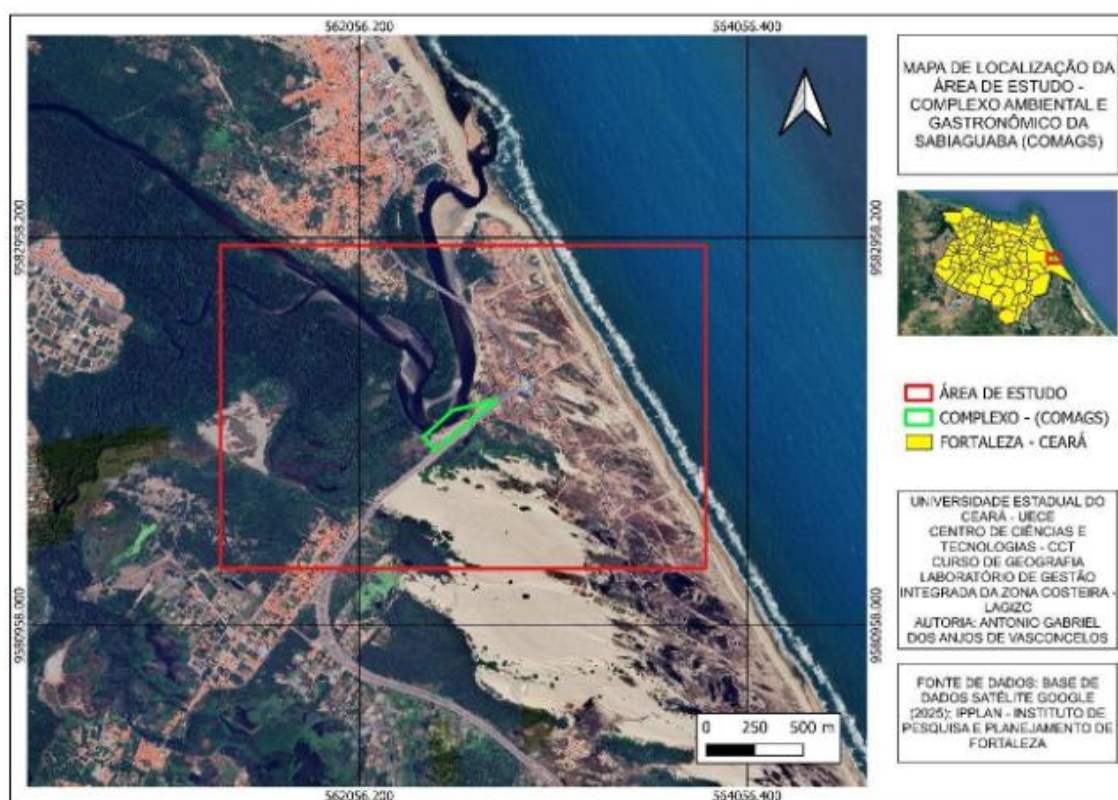 562056.200 564056.400
MAPA DE LOCALIZAÇÃO DA
ÁREA DE ESTUDO -
COMPLEXO AMBIENTAL E
GASTRONÔMICO DA
SABIAGUABA (COMAGS)
9582958.200 9582958.200
ÁREA DE ESTUDO
COMPLEXO - (COMAGS)
FORTALEZA - CEARÁ
UNIVERSIDADE ESTADUAL DO
CEARÁ - UECE
CENTRO DE CIÊNCIAS E
TECNOLOGIAS - CCT
CURSO DE GEOGRAFIA
LABORATÓRIO DE GESTÃO
INTEGRADA DA ZONA COSTEIRA -
LAGIZC
AUTORIA: ANTONIO GABRIEL
DOS ANJOS DE VASCONCELOS
9580958.000 9580958.000
FONTE DE DADOS: BASE DE
DADOS SATÉLITE GOOGLE
(2025); IPPLAN - INSTITUTO DE
PESQUISA E PLANEJAMENTO DE
FORTALEZA
0 250 500 m
562056.200 564056.400